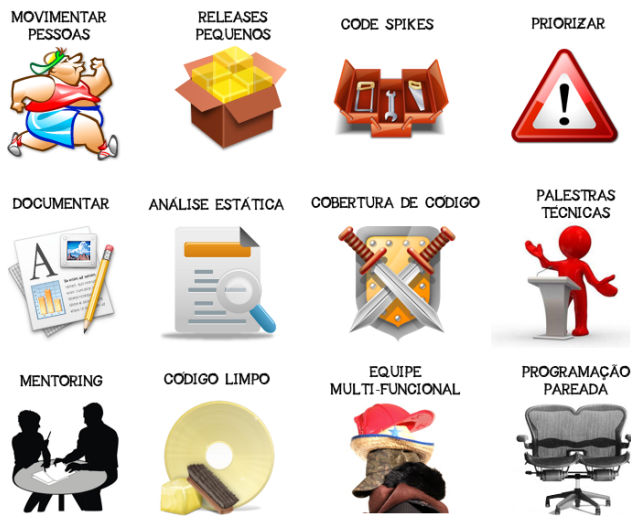 MOVIMENTAR
PESSOAS
RELEASES
PEQUENOS
CODE SPIKES
PRIORIZAR
DOCUMENTAR
ANÁLISE ESTÁTICA
COBERTURA DE CÓDIGO
PALESTRAS
TÉCNICAS
A
MENTORING
CÓDIGO LIMPO
EQUIPE
MULTI-FUNCIONAL
PROGRAMAÇÃO
PAREADA